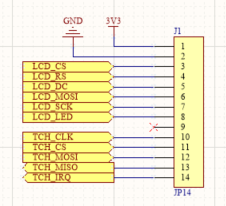 GND 3V3 J1
1
2
LCD_CS 3
LCD_RS 4
LCD_DC 5
LCD_MOSI 6
LCD_SCK 7
LCD_LED 8
9
TCH_CLK 10
TCH_CS 11
TCH_MOSI 12
TCH_MISO 13
TCH_IRQ 14
JP14